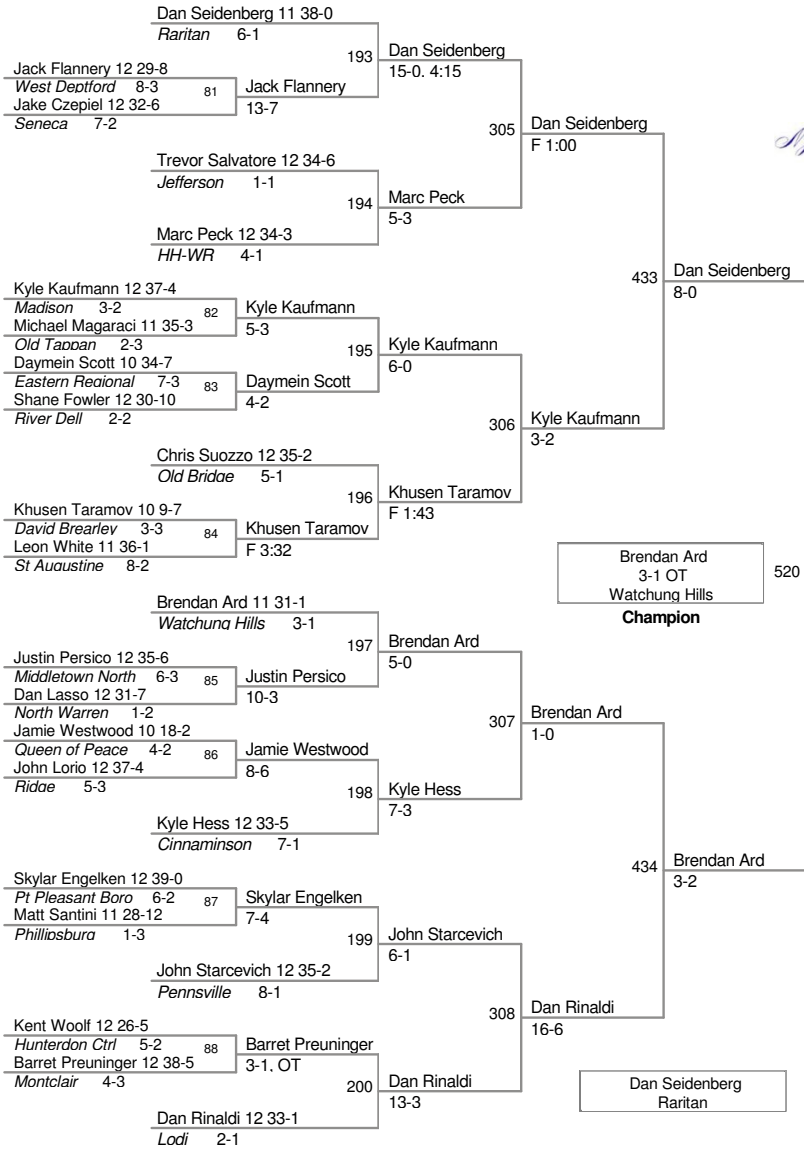 Dan Seidenberg 11 38-0
Raritan 6-1
193 Dan Seidenberg
15-0. 4:15
Jack Flannery 12 29-8
West Deptford 8-3
81 Jack Flannery
13-7
Jake Czepiel 12 32-6
Seneca 7-2
305 Dan Seidenberg
F 1:00
Trevor Salvatore 12 34-6
Jefferson 1-1
194 Marc Peck
5-3
Marc Peck 12 34-3
HH-WR 4-1
433 Dan Seidenberg
8-0
Kyle Kaufmann 12 37-4
Madison 3-2
82 Kyle Kaufmann
5-3
Michael Magaraci 11 35-3
Old Tappan 2-3
195 Kyle Kaufmann
6-0
Daymein Scott 10 34-7
Eastern Regional 7-3
83 Daymein Scott
4-2
Shane Fowler 12 30-10
River Dell 2-2
306 Kyle Kaufmann
3-2
Chris Suozzo 12 35-2
Old Bridge 5-1
196 Khusen Taramov
F 1:43
Khusen Taramov 10 9-7
David Brearley 3-3
84 Khusen Taramov
F 3:32
Leon White 11 36-1
St Augustine 8-2
Brendan Ard
3-1 OT
Watchung Hills
520
Champion
Brendan Ard 11 31-1
Watchung Hills 3-1
197 Brendan Ard
5-0
Justin Persico 12 35-6
Middletown North 6-3
85 Justin Persico
10-3
Dan Lasso 12 31-7
North Warren 1-2
307 Brendan Ard
1-0
Jamie Westwood 10 18-2
Queen of Peace 4-2
86 Jamie Westwood
8-6
John Lorio 12 37-4
Ridge 5-3
198 Kyle Hess
7-3
Kyle Hess 12 33-5
Cinnaminson 7-1
434 Brendan Ard
3-2
Skylar Engelken 12 39-0
Pt Pleasant Boro 6-2
87 Skylar Engelken
7-4
Matt Santini 11 28-12
Phillipsburg 1-3
199 John Starcevich
6-1
John Starcevich 12 35-2
Pennsville 8-1
308 Dan Rinaldi
16-6
Kent Woolf 12 26-5
Hunterdon Ctrl 5-2
88 Barret Preuninger
3-1, OT
Barret Preuninger 12 38-5
Montclair 4-3
200 Dan Rinaldi
13-3
Dan Rinaldi 12 33-1
Lodi 2-1
Dan Seidenberg
Raritan